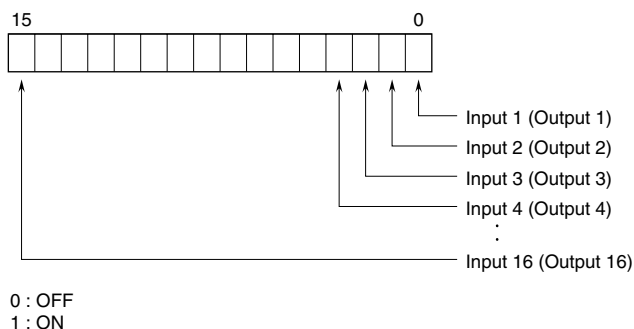 15 0
Input 1 (Output 1)
Input 2 (Output 2)
Input 3 (Output 3)
Input 4 (Output 4)
:
Input 16 (Output 16)
0 : OFF
1 : ON